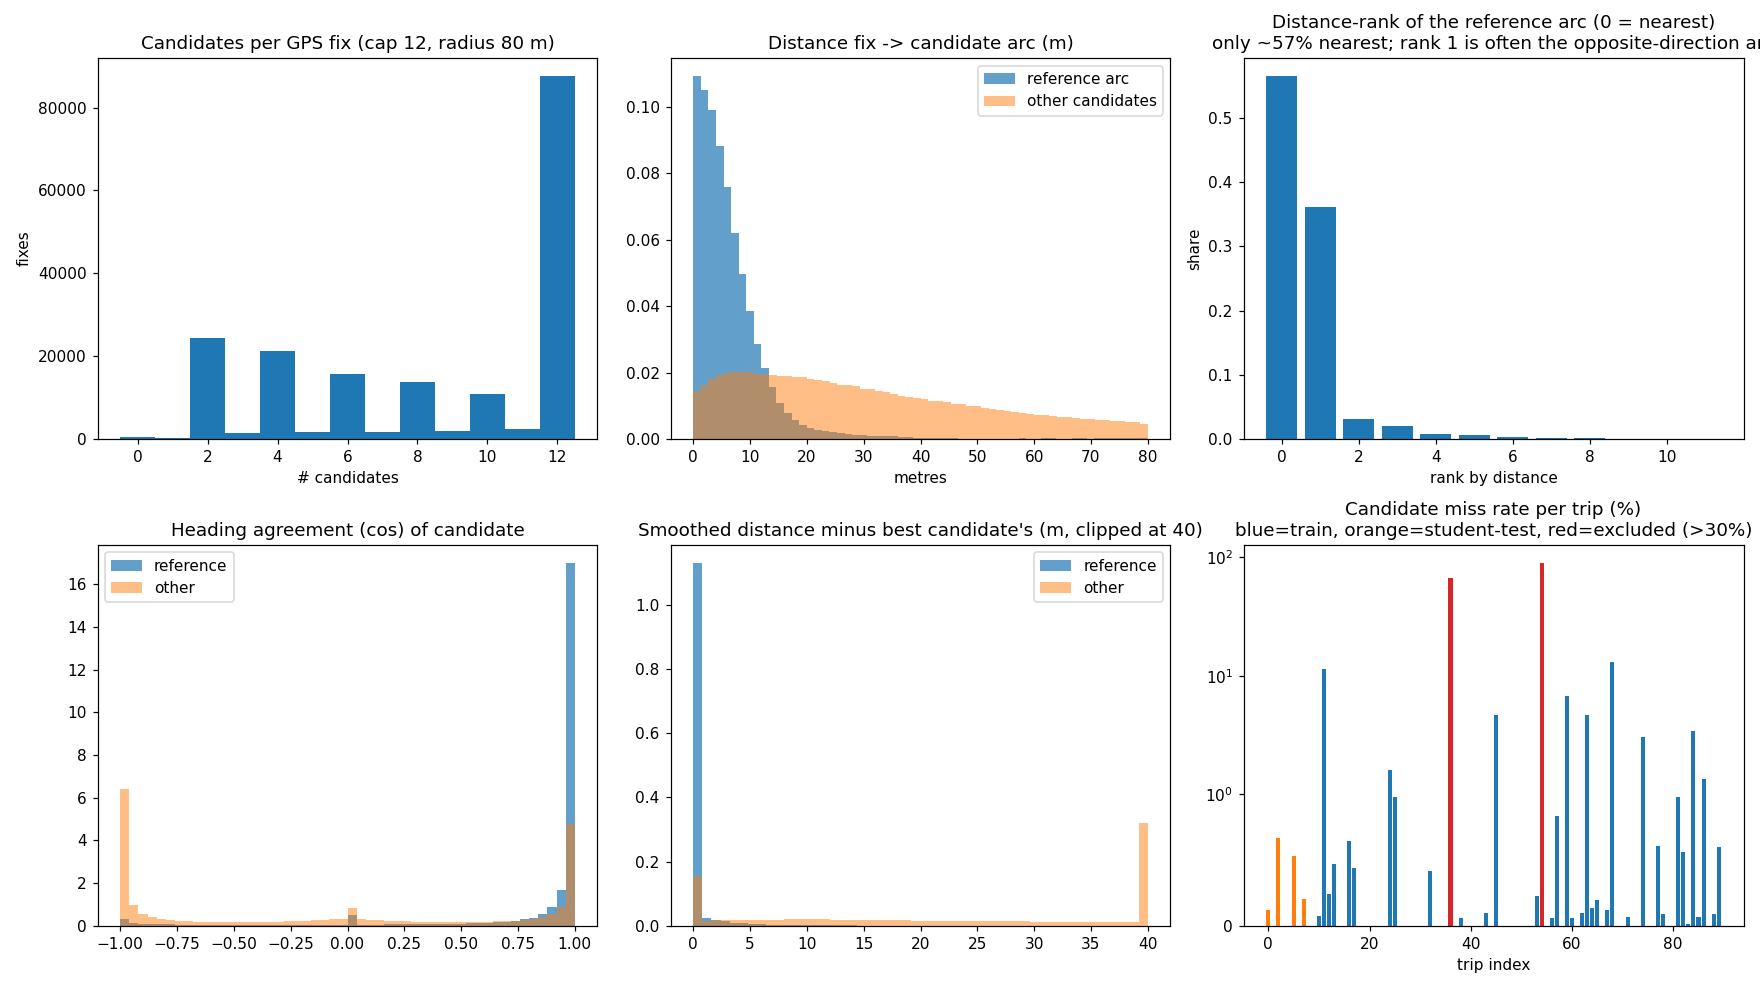 Candidates per GPS fix (cap 12, radius 80 m)
fixes
80000
60000
40000
20000
0
0 2 4 6 8 10 12
# candidates
Distance fix -> candidate arc (m)
reference arc
other candidates
0.10
0.08
0.06
0.04
0.02
0.00
0 10 20 30 40 50 60 70 80
metres
Distance-rank of the reference arc (0 = nearest)
only ~57% nearest; rank 1 is often the opposite-direction ar
share
0.5
0.4
0.3
0.2
0.1
0.0
0 2 4 6 8 10
rank by distance
Heading agreement (cos) of candidate
reference
other
16
14
12
10
8
6
4
2
0
−1.00 −0.75 −0.50 −0.25 0.00 0.25 0.50 0.75 1.00
Smoothed distance minus best candidate's (m, clipped at 40)
reference
other
1.0
0.8
0.6
0.4
0.2
0.0
0 5 10 15 20 25 30 35 40
Candidate miss rate per trip (%)
blue=train, orange=student-test, red=excluded (>30%)
10²
10¹
10⁰
0
0 20 40 60 80
trip index